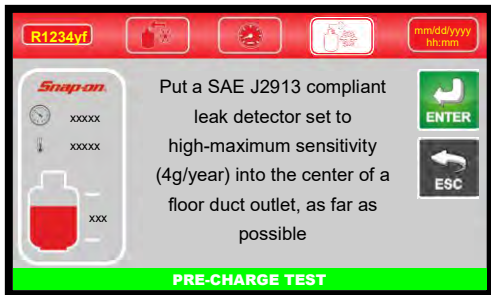 R1234yf
mm/dd/yyyy
hh:mm
Snap-on
xxxxx
xxxxx
xxx
Put a SAE J2913 compliant
leak detector set to
high-maximum sensitivity
(4g/year) into the center of a
floor duct outlet, as far as
possible
ENTER
ESC
PRE-CHARGE TEST